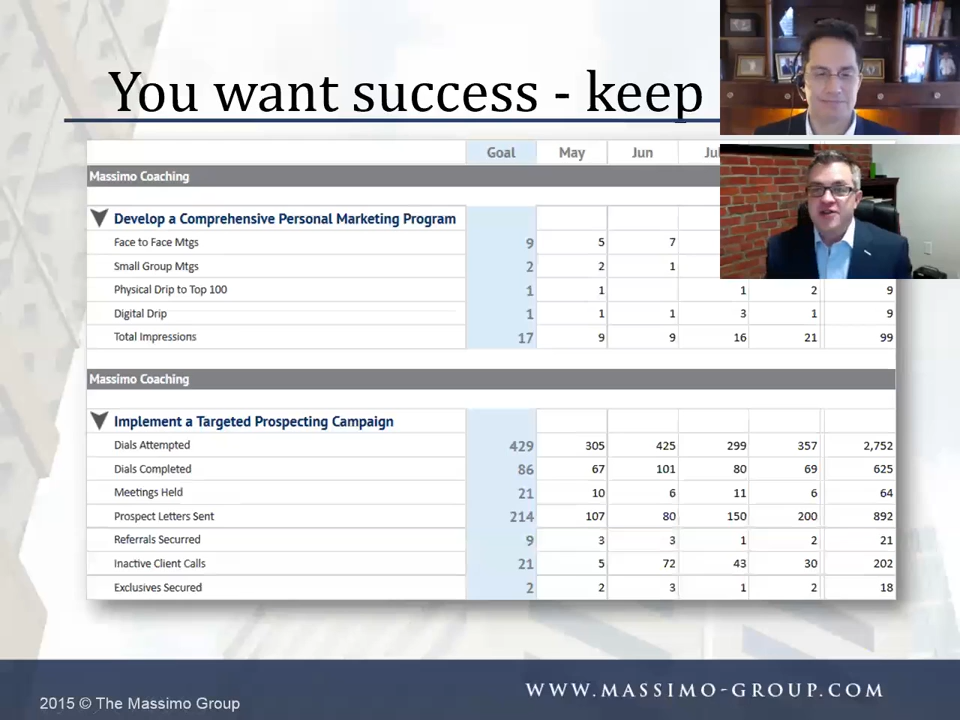 You want success - keep
Goal May Jun
Massimo Coaching
Develop a Comprehensive Personal Marketing Program
Face to Face Mtgs 9 5 7
Small Group Mtgs 2 2 1
Physical Drip to Top 100 1 1 1 2 9
Digital Drip 1 1 1 3 1 9
Total Impressions 17 9 9 16 21 99
Massimo Coaching
Implement a Targeted Prospecting Campaign
Dials Attempted 429 305 425 299 357 2,752
Dials Completed 86 67 101 80 69 625
Meetings Held 21 10 6 11 6 64
Prospect Letters Sent 214 107 80 150 200 892
Referrals Securred 9 3 3 1 2 21
Inactive Client Calls 21 5 72 43 30 202
Exclusives Secured 2 2 3 1 2 18
2015 © The Massimo Group
WWW.MASSIMO-GROUP.COM